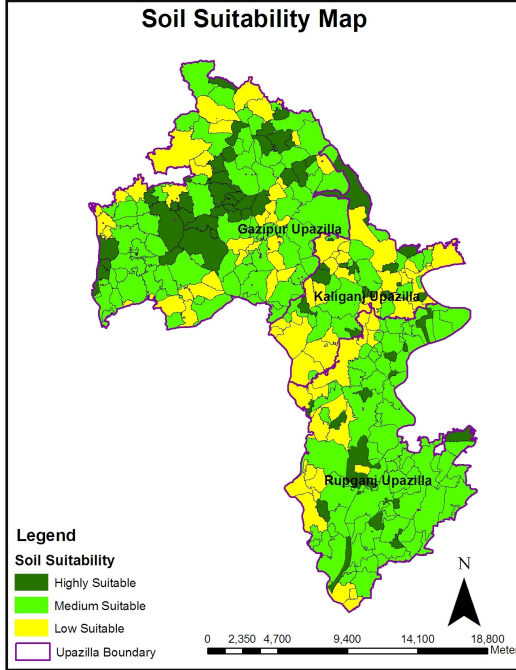 Soil Suitability Map
Gazipur Upazilla
Kaliganj Upazilla
Rupganj Upazilla
Legend
Soil Suitability
Highly Suitable
Medium Suitable
Low Suitable
Upazilla Boundary
N
0 2,350 4,700 9,400 14,100 18,800
Meter